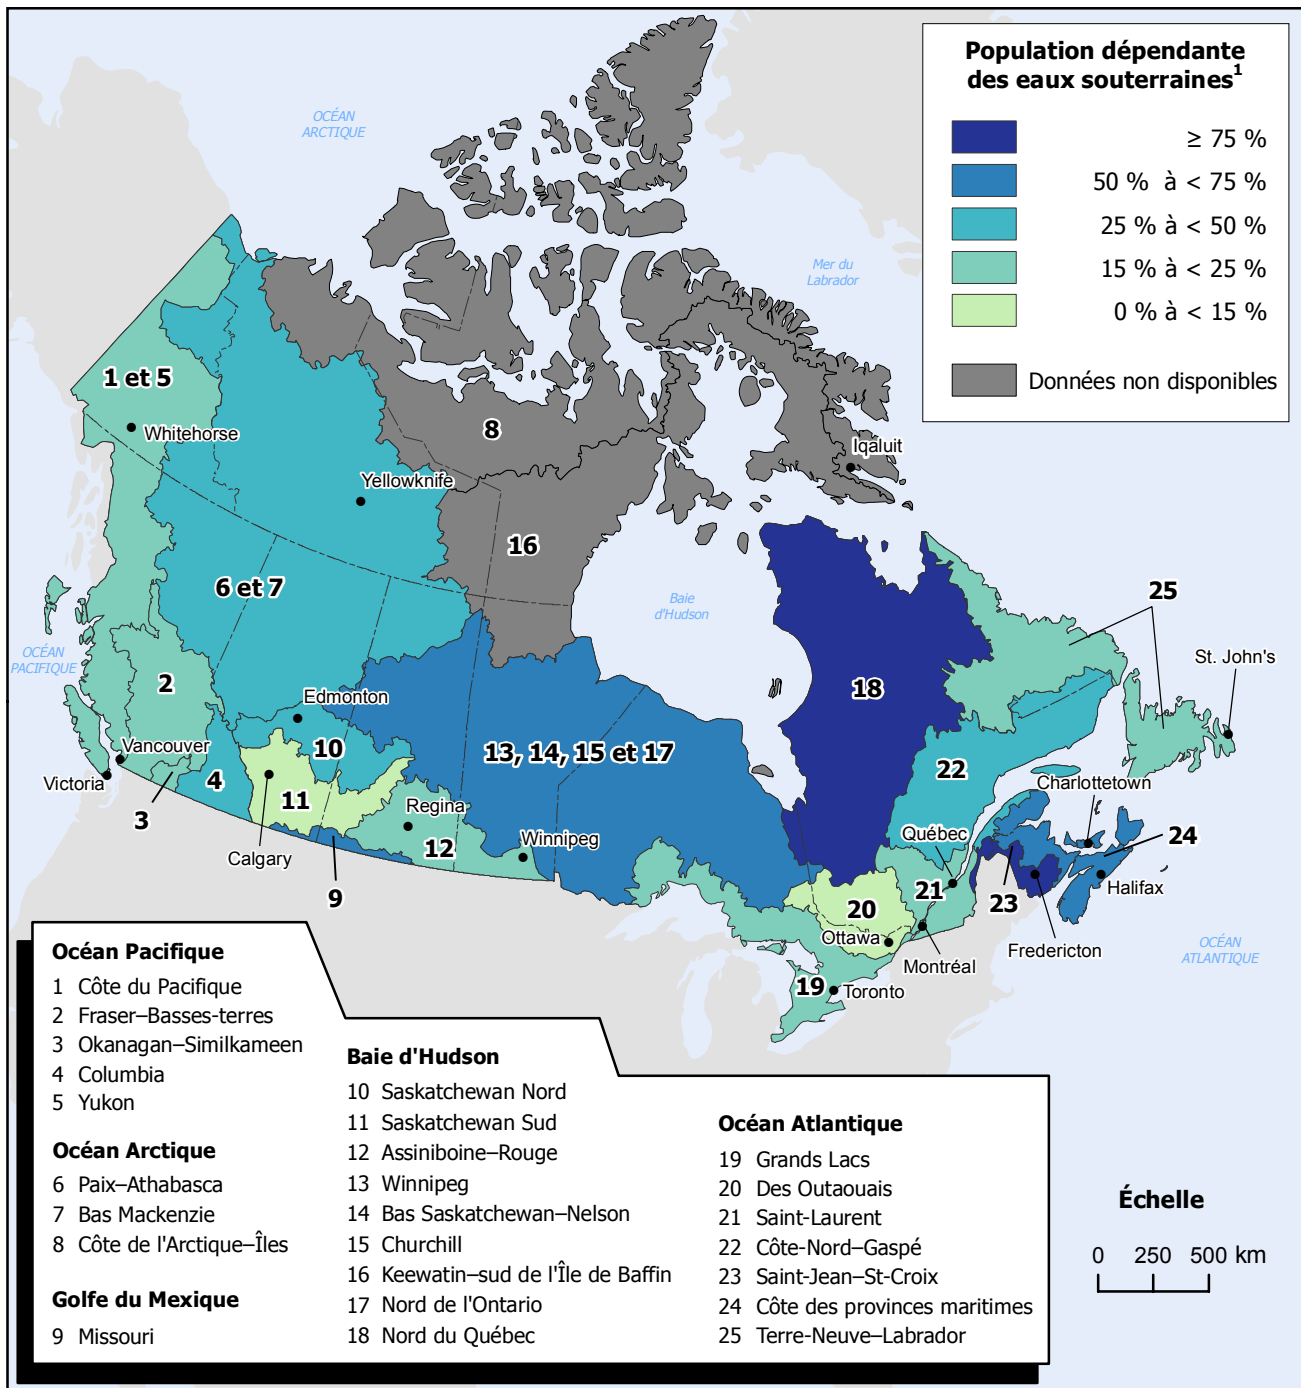 Population dépendante
des eaux souterraines¹
≥ 75 %
50 % à < 75 %
25 % à < 50 %
15 % à < 25 %
0 % à < 15 %
Données non disponibles
OCÉAN
ARCTIQUE
Mer du
Labrador
1 et 5
Whitehorse
8
Iqaluit
Yellowknife
16
6 et 7
Baie
d'Hudson
25
OCÉAN
PACIFIQUE
St. John's
2
18
Edmonton
Vancouver
10
13, 14, 15 et 17
22
Victoria
4
Charlottetown
11
Regina
3
Québec
Winnipeg
24
12
Calgary
9
21
Halifax
20
23
Ottawa
Fredericton
OCÉAN
ATLANTIQUE
Montréal
19
Toronto
Océan Pacifique
1 Côte du Pacifique
2 Fraser–Basses-terres
3 Okanagan–Similkameen
4 Columbia
5 Yukon
Océan Arctique
6 Paix–Athabasca
7 Bas Mackenzie
8 Côte de l'Arctique–Îles
Golfe du Mexique
9 Missouri
Baie d'Hudson
10 Saskatchewan Nord
11 Saskatchewan Sud
12 Assiniboine–Rouge
13 Winnipeg
14 Bas Saskatchewan–Nelson
15 Churchill
16 Keewatin–sud de l'Île de Baffin
17 Nord de l'Ontario
18 Nord du Québec
Océan Atlantique
19 Grands Lacs
20 Des Outaouais
21 Saint-Laurent
22 Côte-Nord–Gaspé
23 Saint-Jean–St-Croix
24 Côte des provinces maritimes
25 Terre-Neuve–Labrador
Échelle
0 250 500 km